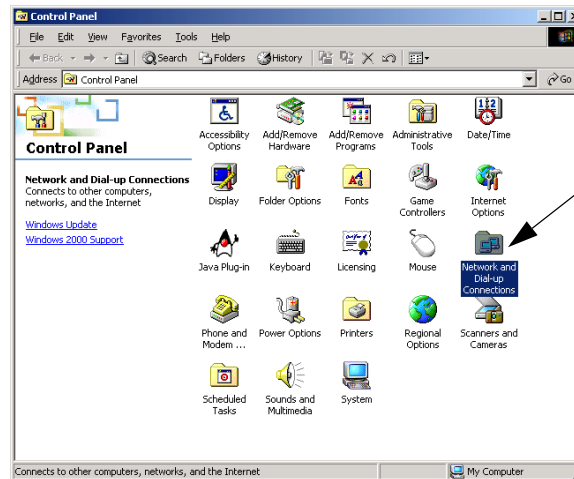 Control Panel
File Edit View Favorites Tools Help
Back Search Folders History
Address Control Panel Go
Control Panel
Network and Dial-up Connections
Connects to other computers,
networks, and the Internet
Windows Update
Windows 2000 Support
Accessibility Options
Add/Remove Hardware
Add/Remove Programs
Administrative Tools
Date/Time
Display
Folder Options
Fonts
Game Controllers
Internet Options
Java Plug-in
Keyboard
Licensing
Mouse
Network and Dial-up Connections
Phone and Modem ...
Power Options
Printers
Regional Options
Scanners and Cameras
Scheduled Tasks
Sounds and Multimedia
System
Connects to other computers, networks, and the Internet
My Computer